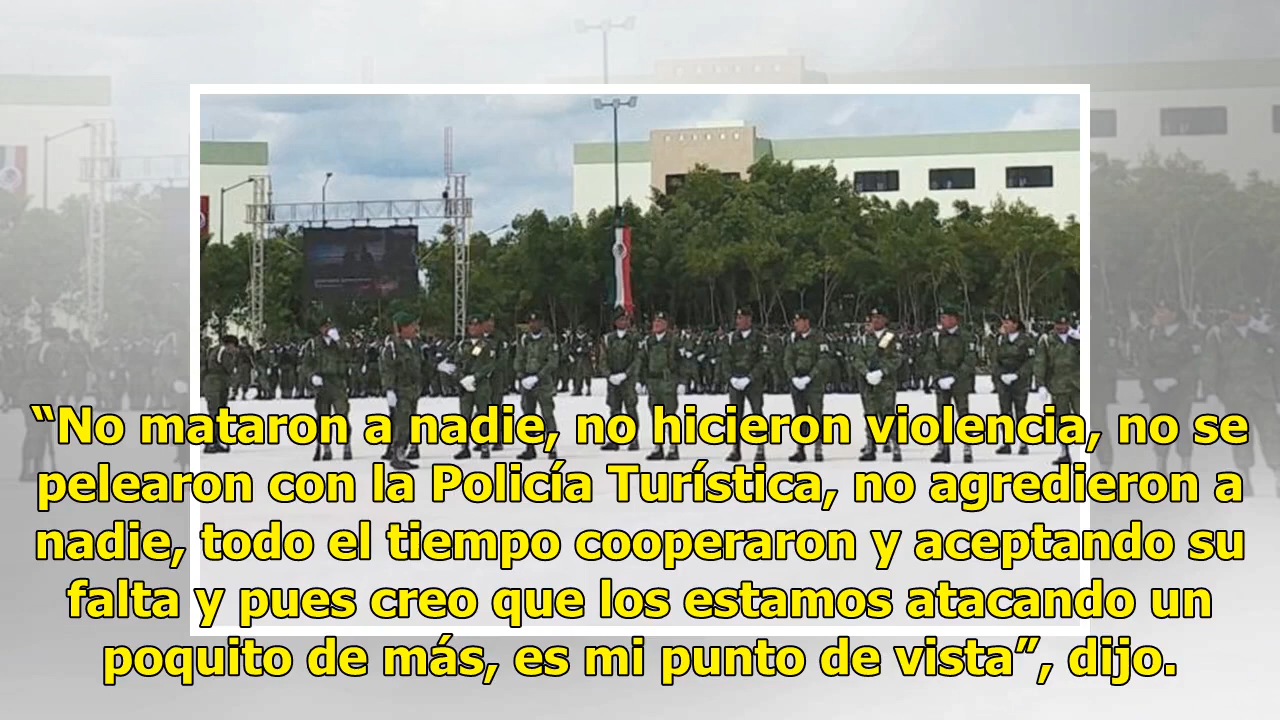 “No mataron a nadie, no hicieron violencia, no se
pelearon con la Policía Turística, no agredieron a
nadie, todo el tiempo cooperaron y aceptando su
falta y pues creo que los estamos atacando un
poquito de más, es mi punto de vista”, dijo.